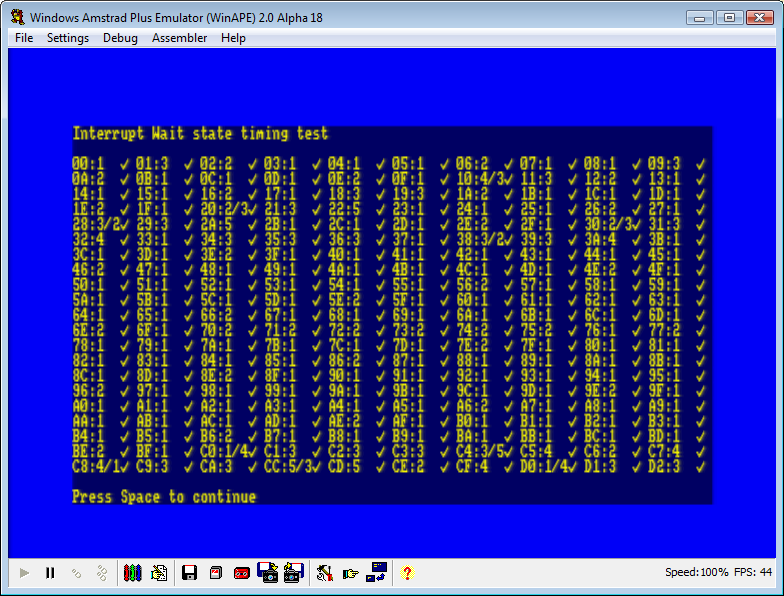 Windows Amstrad Plus Emulator (WinAPE) 2.0 Alpha 18
File Settings Debug Assembler Help
Interrupt Wait state timing test
00:1 ✓ 01:3 ✓ 02:2 ✓ 03:1 ✓ 04:1 ✓ 05:1 ✓ 06:2 ✓ 07:1 ✓ 08:1 ✓ 09:3 ✓
0A:2 ✓ 0B:1 ✓ 0C:1 ✓ 0D:1 ✓ 0E:2 ✓ 0F:1 ✓ 10:4/3✓ 11:3 ✓ 12:2 ✓ 13:1 ✓
14:1 ✓ 15:1 ✓ 16:2 ✓ 17:1 ✓ 18:3 ✓ 19:3 ✓ 1A:2 ✓ 1B:1 ✓ 1C:1 ✓ 1D:1 ✓
1E:2 ✓ 1F:1 ✓ 20:2/3✓ 21:3 ✓ 22:5 ✓ 23:1 ✓ 24:1 ✓ 25:1 ✓ 26:2 ✓ 27:1 ✓
28:3/2✓ 29:3 ✓ 2A:5 ✓ 2B:1 ✓ 2C:1 ✓ 2D:1 ✓ 2E:2 ✓ 2F:1 ✓ 30:2/3✓ 31:3 ✓
32:4 ✓ 33:1 ✓ 34:3 ✓ 35:3 ✓ 36:3 ✓ 37:1 ✓ 38:3/2✓ 39:3 ✓ 3A:4 ✓ 3B:1 ✓
3C:1 ✓ 3D:1 ✓ 3E:2 ✓ 3F:1 ✓ 40:1 ✓ 41:1 ✓ 42:1 ✓ 43:1 ✓ 44:1 ✓ 45:1 ✓
46:2 ✓ 47:1 ✓ 48:1 ✓ 49:1 ✓ 4A:1 ✓ 4B:1 ✓ 4C:1 ✓ 4D:1 ✓ 4E:2 ✓ 4F:1 ✓
50:1 ✓ 51:1 ✓ 52:1 ✓ 53:1 ✓ 54:1 ✓ 55:1 ✓ 56:2 ✓ 57:1 ✓ 58:1 ✓ 59:1 ✓
5A:1 ✓ 5B:1 ✓ 5C:1 ✓ 5D:1 ✓ 5E:2 ✓ 5F:1 ✓ 60:1 ✓ 61:1 ✓ 62:1 ✓ 63:1 ✓
64:1 ✓ 65:1 ✓ 66:2 ✓ 67:1 ✓ 68:1 ✓ 69:1 ✓ 6A:1 ✓ 6B:1 ✓ 6C:1 ✓ 6D:1 ✓
6E:2 ✓ 6F:1 ✓ 70:2 ✓ 71:2 ✓ 72:2 ✓ 73:2 ✓ 74:2 ✓ 75:2 ✓ 76:1 ✓ 77:2 ✓
78:1 ✓ 79:1 ✓ 7A:1 ✓ 7B:1 ✓ 7C:1 ✓ 7D:1 ✓ 7E:2 ✓ 7F:1 ✓ 80:1 ✓ 81:1 ✓
82:1 ✓ 83:1 ✓ 84:1 ✓ 85:1 ✓ 86:2 ✓ 87:1 ✓ 88:1 ✓ 89:1 ✓ 8A:1 ✓ 8B:1 ✓
8C:1 ✓ 8D:1 ✓ 8E:2 ✓ 8F:1 ✓ 90:1 ✓ 91:1 ✓ 92:1 ✓ 93:1 ✓ 94:1 ✓ 95:1 ✓
96:2 ✓ 97:1 ✓ 98:1 ✓ 99:1 ✓ 9A:1 ✓ 9B:1 ✓ 9C:1 ✓ 9D:1 ✓ 9E:2 ✓ 9F:1 ✓
A0:1 ✓ A1:1 ✓ A2:1 ✓ A3:1 ✓ A4:1 ✓ A5:1 ✓ A6:2 ✓ A7:1 ✓ A8:1 ✓ A9:1 ✓
AA:1 ✓ AB:1 ✓ AC:1 ✓ AD:1 ✓ AE:2 ✓ AF:1 ✓ B0:1 ✓ B1:1 ✓ B2:1 ✓ B3:1 ✓
B4:1 ✓ B5:1 ✓ B6:2 ✓ B7:1 ✓ B8:1 ✓ B9:1 ✓ BA:1 ✓ BB:1 ✓ BC:1 ✓ BD:1 ✓
BE:2 ✓ BF:1 ✓ C0:1/4✓ C1:3 ✓ C2:3 ✓ C3:3 ✓ C4:3/5✓ C5:4 ✓ C6:2 ✓ C7:4 ✓
C8:4/1✓ C9:3 ✓ CA:3 ✓ CC:5/3✓ CD:5 ✓ CE:2 ✓ CF:4 ✓ D0:1/4✓ D1:3 ✓ D2:3 ✓
Press Space to continue
Speed:100% FPS: 44